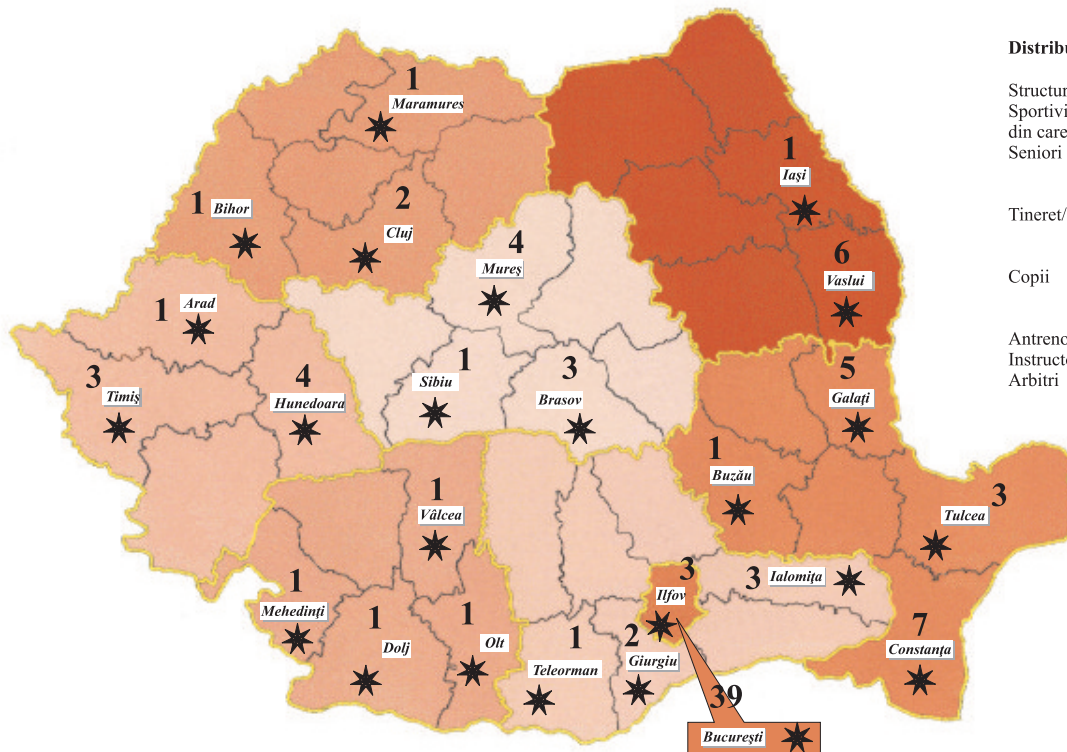 1
Maramures
1
Bihor
2
Cluj
1
Iaşi
6
Vaslui
4
Mureş
1
Arad
3
Timiş
4
Hunedoara
1
Sibiu
3
Brasov
5
Galaţi
1
Buzău
3
Tulcea
1
Vâlcea
1
Mehedinţi
1
Dolj
1
Olt
1
Teleorman
2
Giurgiu
3
Ilfov
3
Ialomiţa
7
Constanţa
39
Bucureşti
Distribu
Structur
Sportivi
din care
Seniori
Tineret/
Copii
Antreno
Instructo
Arbitri